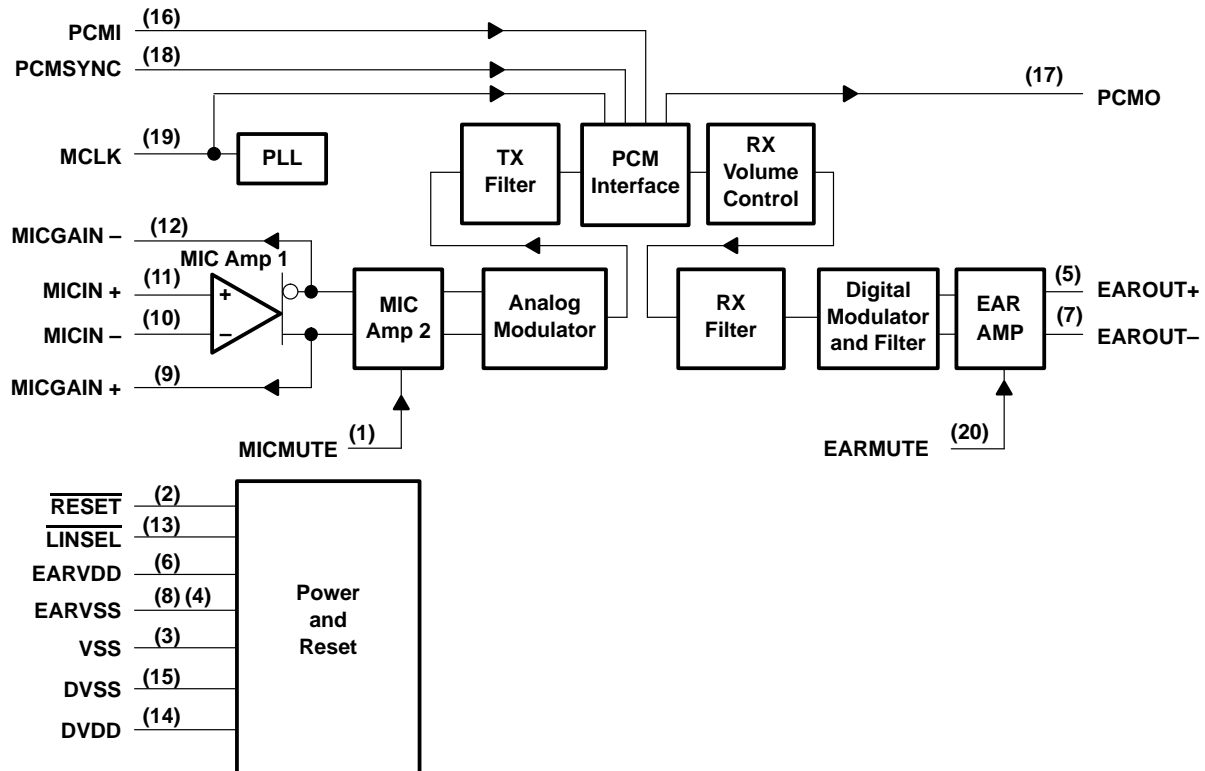 PCMI (16)
PCMSYNC (18)
(17) PCMO
MCLK (19)
PLL
TX
Filter
PCM
Interface
RX
Volume
Control
MICGAIN – (12)
MIC Amp 1
MICIN + (11)
+
MICIN – (10)
–
MICGAIN + (9)
MIC
Amp 2
Analog
Modulator
RX
Filter
Digital
Modulator
and Filter
EAR
AMP
(5) EAROUT+
(7) EAROUT–
MICMUTE (1)
EARMUTE (20)
RESET (2)
LINSEL (13)
EARVDD (6)
EARVSS (8) (4)
VSS (3)
DVSS (15)
DVDD (14)
Power
and
Reset